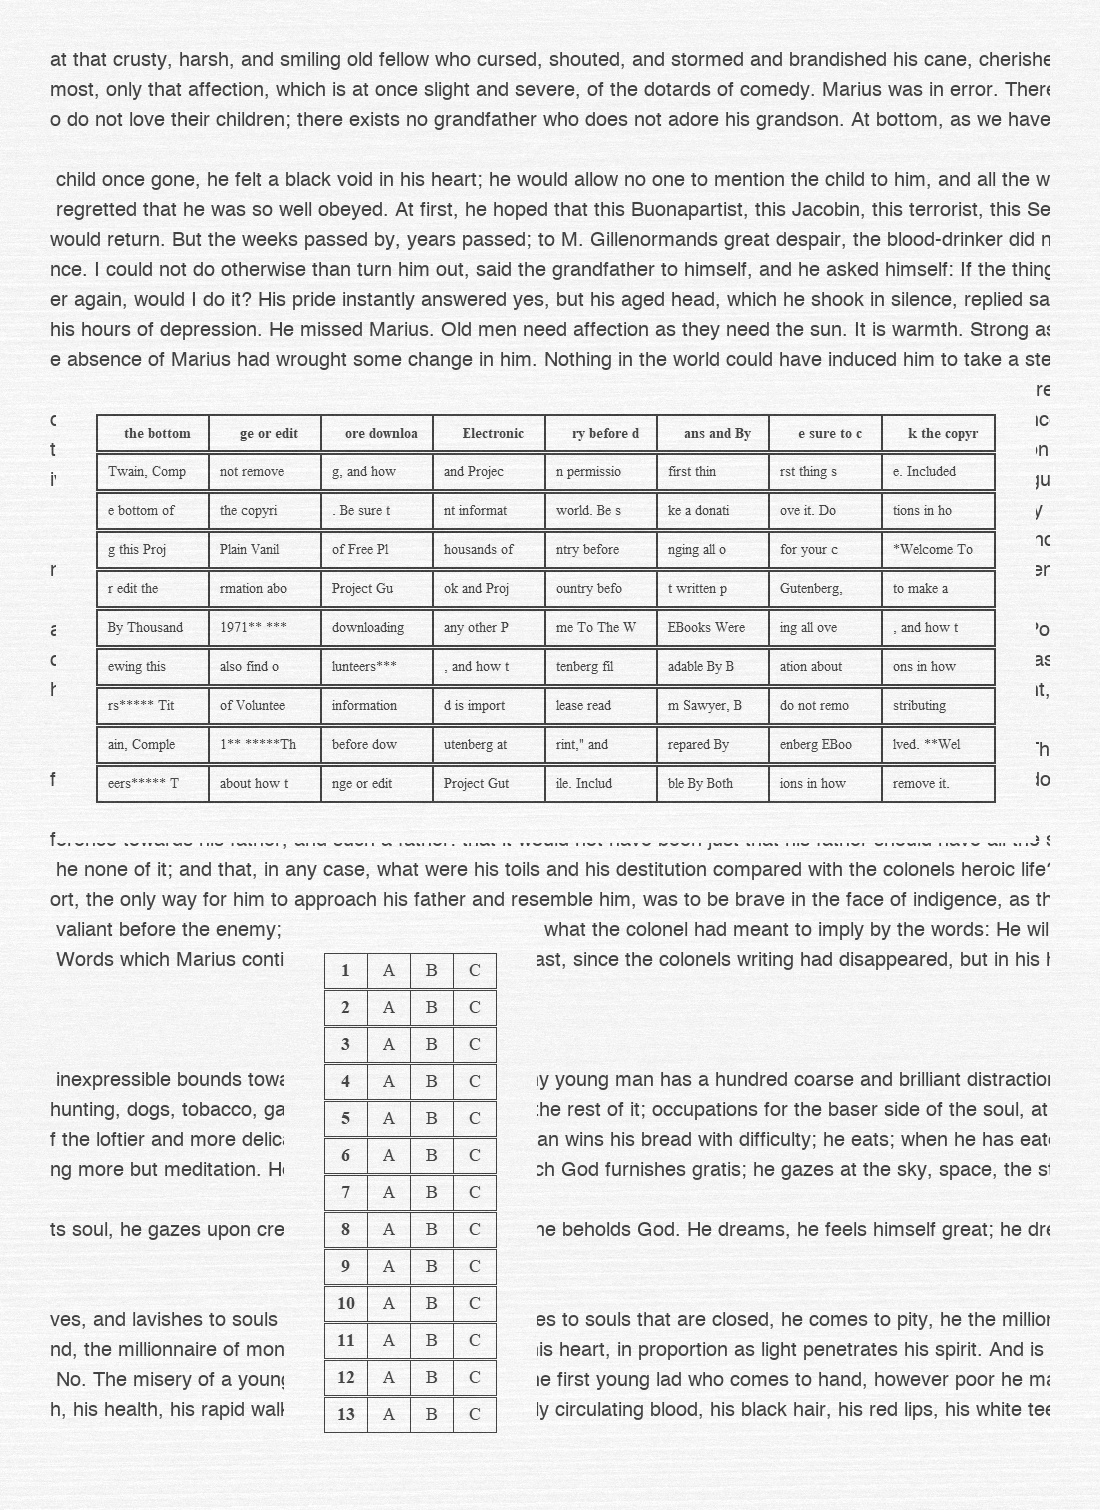 at that crusty, harsh, and smiling old fellow who cursed, shouted, and stormed and brandished his cane,
most, only that affection, which is at once slight and severe, of the dotards of comedy. Marius was in error.
o do not love their children; there exists no grandfather who does not adore his grandson. At bottom, as we have
child once gone, he felt a black void in his heart; he would allow no one to mention the child to him, and all the w
regretted that he was so well obeyed. At first, he hoped that this Buonapartist, this Jacobin, this terrorist, this Se
would return. But the weeks passed by, years passed; to M. Gillenormands great despair, the blood-drinker did n
nce. I could not do otherwise than turn him out, said the grandfather to himself, and he asked himself: If the thing
er again, would I do it? His pride instantly answered yes, but his aged head, which he shook in silence, replied sa
his hours of depression. He missed Marius. Old men need affection as they need the sun. It is warmth. Strong as
e absence of Marius had wrought some change in him. Nothing in the world could have induced him to take a ste
re
the bottom ge or edit ore downloa Electronic ry before d ans and By e sure to c k the copyr
Twain, Comp not remove g, and how and Projec n permissio first thin rst thing s e. Included
e bottom of the copyri . Be sure t nt informat world. Be s ke a donati ove it. Do tions in ho
g this Proj Plain Vanil of Free Pl housands of ntry before nging all o for your c *Welcome To
r edit the rmation abo Project Gu ok and Proj ountry befo t written p Gutenberg, to make a
By Thousand 1971** *** downloading any other P me To The W EBooks Were ing all ove , and how t
ewing this also find o lunteers*** , and how t tenberg fil adable By B ation about ons in how
rs***** Tit of Voluntee information d is import lease read m Sawyer, B do not remo stributing
ain, Comple 1** *****Th before dow utenberg at rint," and repared By enberg EBoo lved. **Wel
eers***** T about how t nge or edit Project Gut ile. Includ ble By Both ions in how remove it.
he none of it; and that, in any case, what were his toils and his destitution compared with the colonels heroic life?
ort, the only way for him to approach his father and resemble him, was to be brave in the face of indigence, as th
valiant before the enemy; what the colonel had meant to imply by the words: He wil
Words which Marius conti ast, since the colonels writing had disappeared, but in his
1 A B C
2 A B C
3 A B C
4 A B C
inexpressible bounds towa y young man has a hundred coarse and brilliant distraction
5 A B C
hunting, dogs, tobacco, ga the rest of it; occupations for the baser side of the soul, at
f the loftier and more delic an wins his bread with difficulty; he eats; when he has eat
6 A B C
ng more but meditation. He ch God furnishes gratis; he gazes at the sky, space, the st
7 A B C
8 A B C
ts soul, he gazes upon cre he beholds God. He dreams, he feels himself great; he dre
9 A B C
10 A B C
ves, and lavishes to souls es to souls that are closed, he comes to pity, he the million
11 A B C
nd, the millionnaire of mon is heart, in proportion as light penetrates his spirit. And is
12 A B C
No. The misery of a young e first young lad who comes to hand, however poor he ma
13 A B C
h, his health, his rapid walk ly circulating blood, his black hair, his red lips, his white tee